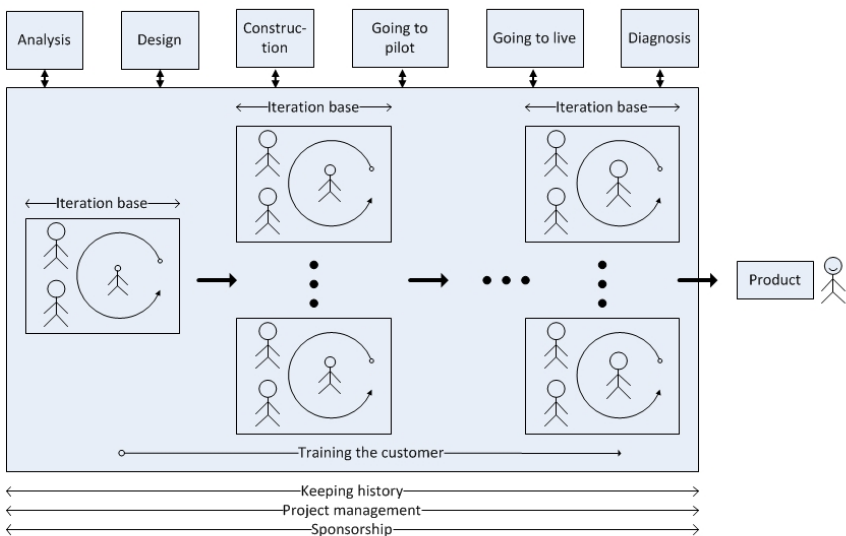 Analysis
Design
Construc-
tion
Going to
pilot
Going to live
Diagnosis
Iteration base
Iteration base
Iteration base
Product
Training the customer
Keeping history
Project management
Sponsorship